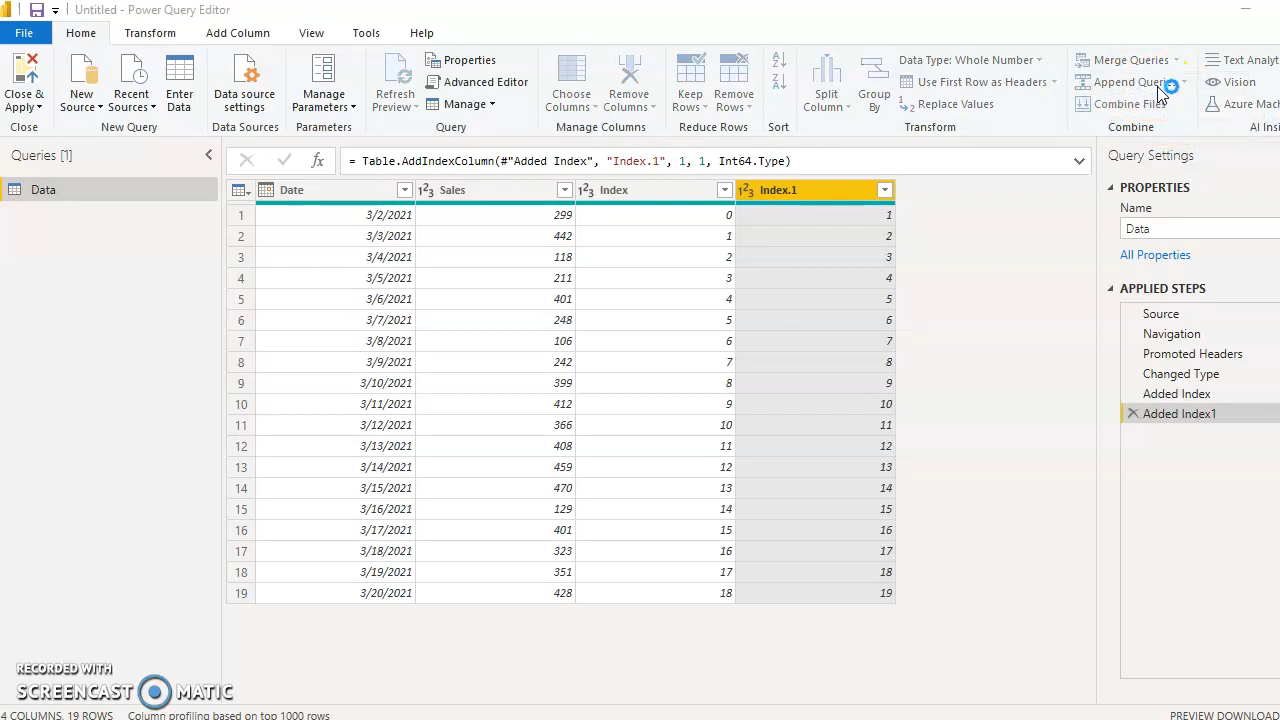 Untitled - Power Query Editor
File Home Transform Add Column View Tools Help
Close & Apply
New Source
Recent Sources
Enter Data
Data source settings
Manage Parameters
Refresh Preview
Properties
Advanced Editor
Manage
Choose Columns
Remove Columns
Keep Rows
Remove Rows
Split Column
Group By
Data Type: Whole Number
Use First Row as Headers
Replace Values
Merge Queries
Append Queries
Combine Files
Text Analyt
Vision
Azure Mach
Close New Query Data Sources Parameters Query Manage Columns Reduce Rows Sort Transform Combine AI Insi
Queries [1]
Data
fx = Table.AddIndexColumn(#"Added Index", "Index.1", 1, 1, Int64.Type)
Date 1²3 Sales 1²3 Index 1²3 Index.1
1 3/2/2021 299 0 1
2 3/3/2021 442 1 2
3 3/4/2021 118 2 3
4 3/5/2021 211 3 4
5 3/6/2021 401 4 5
6 3/7/2021 248 5 6
7 3/8/2021 106 6 7
8 3/9/2021 242 7 8
9 3/10/2021 399 8 9
10 3/11/2021 412 9 10
11 3/12/2021 366 10 11
12 3/13/2021 408 11 12
13 3/14/2021 459 12 13
14 3/15/2021 470 13 14
15 3/16/2021 129 14 15
16 3/17/2021 401 15 16
17 3/18/2021 323 16 17
18 3/19/2021 351 17 18
19 3/20/2021 428 18 19
Query Settings
PROPERTIES
Name
Data
All Properties
APPLIED STEPS
Source
Navigation
Promoted Headers
Changed Type
Added Index
Added Index1
RECORDED WITH
SCREENCAST MATIC
4 COLUMNS, 19 ROWS Column profiling based on top 1000 rows
PREVIEW DOWNLOAD